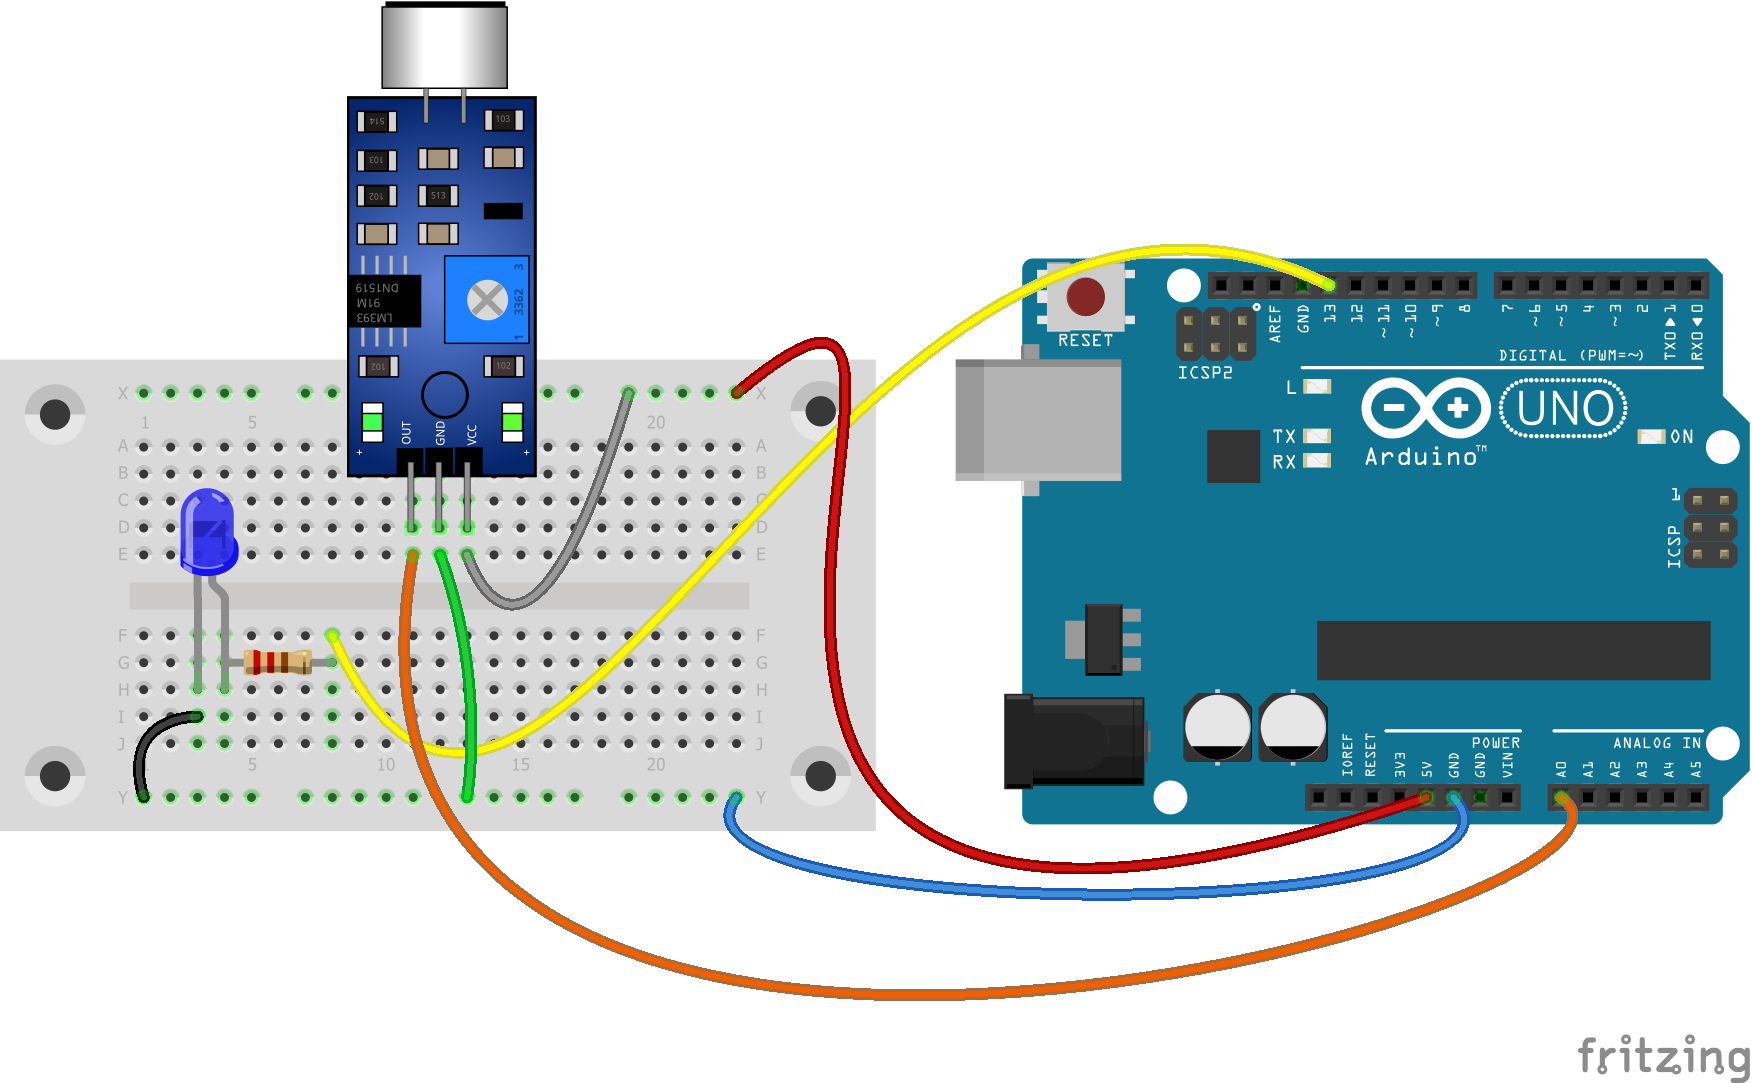 514
103
103
102
513
LM393
91M
DN1519
3
3362
1
102
102
OUT
GND
VCC
+
+
X
X
1
5
20
A
A
B
B
C
C
D
D
E
E
F
F
G
G
H
H
I
I
J
J
5
10
15
20
Y
Y
RESET
ICSP2
AREF
GND
13
12
~11
~10
~9
8
7
~6
~5
4
~3
2
TX0▶1
RX0◀0
DIGITAL (PWM=~)
L
TX
RX
UNO
ON
Arduino™
1
ICSP
IOREF
RESET
3V3
5V
GND
GND
VIN
POWER
ANALOG IN
A0
A1
A2
A3
A4
A5
fritzing